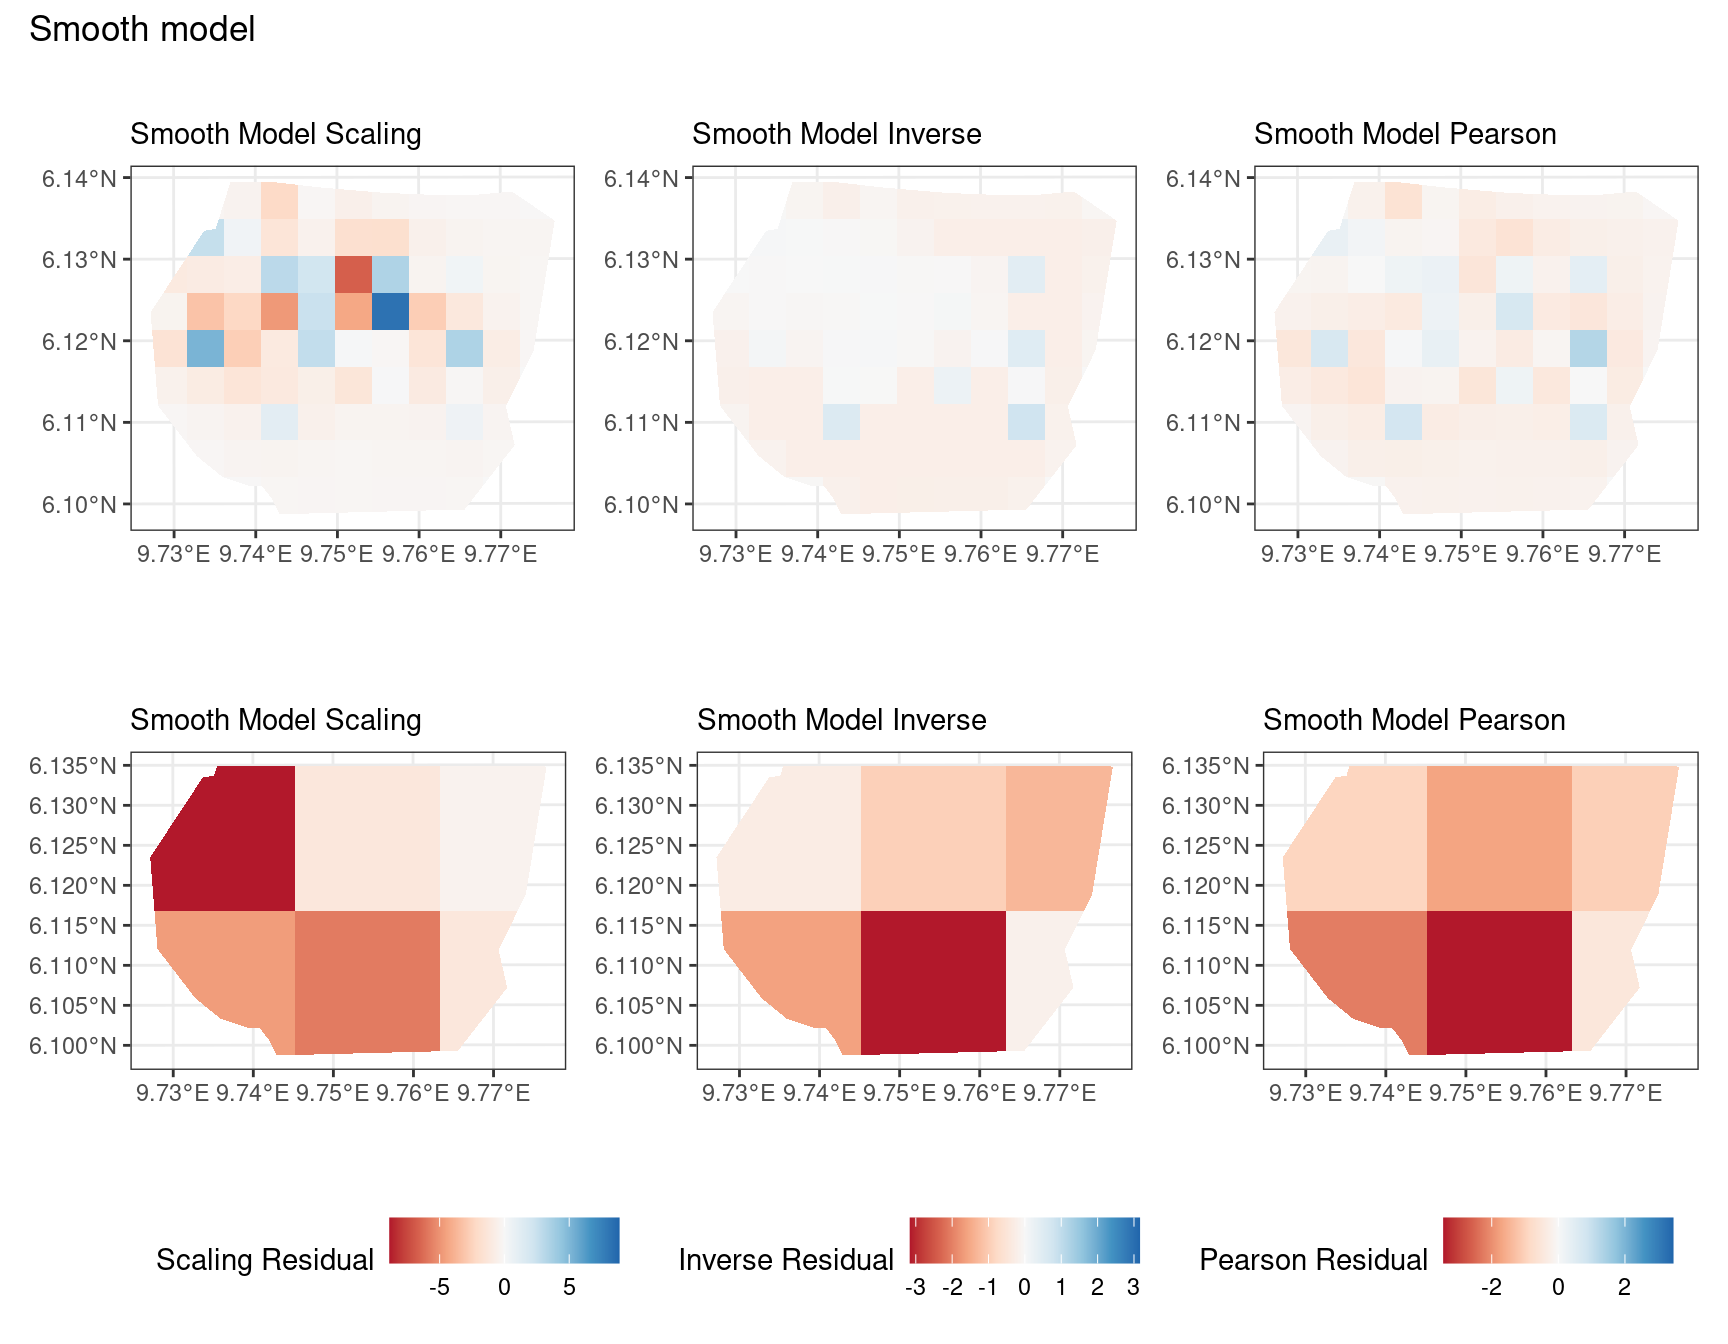 Smooth model
Smooth Model Scaling Smooth Model Inverse Smooth Model Pearson
6.14°N 6.14°N 6.14°N
6.13°N 6.13°N 6.13°N
6.12°N 6.12°N 6.12°N
6.11°N 6.11°N 6.11°N
6.10°N 6.10°N 6.10°N
9.73°E 9.74°E 9.75°E 9.76°E 9.77°E 9.73°E 9.74°E 9.75°E 9.76°E 9.77°E 9.73°E 9.74°E 9.75°E 9.76°E 9.77°E
Smooth Model Scaling Smooth Model Inverse Smooth Model Pearson
6.135°N 6.135°N 6.135°N
6.130°N 6.130°N 6.130°N
6.125°N 6.125°N 6.125°N
6.120°N 6.120°N 6.120°N
6.115°N 6.115°N 6.115°N
6.110°N 6.110°N 6.110°N
6.105°N 6.105°N 6.105°N
6.100°N 6.100°N 6.100°N
9.73°E 9.74°E 9.75°E 9.76°E 9.77°E 9.73°E 9.74°E 9.75°E 9.76°E 9.77°E 9.73°E 9.74°E 9.75°E 9.76°E 9.77°E
Scaling Residual Inverse Residual Pearson Residual
-5 0 5 -3 -2 -1 0 1 2 3 -2 0 2